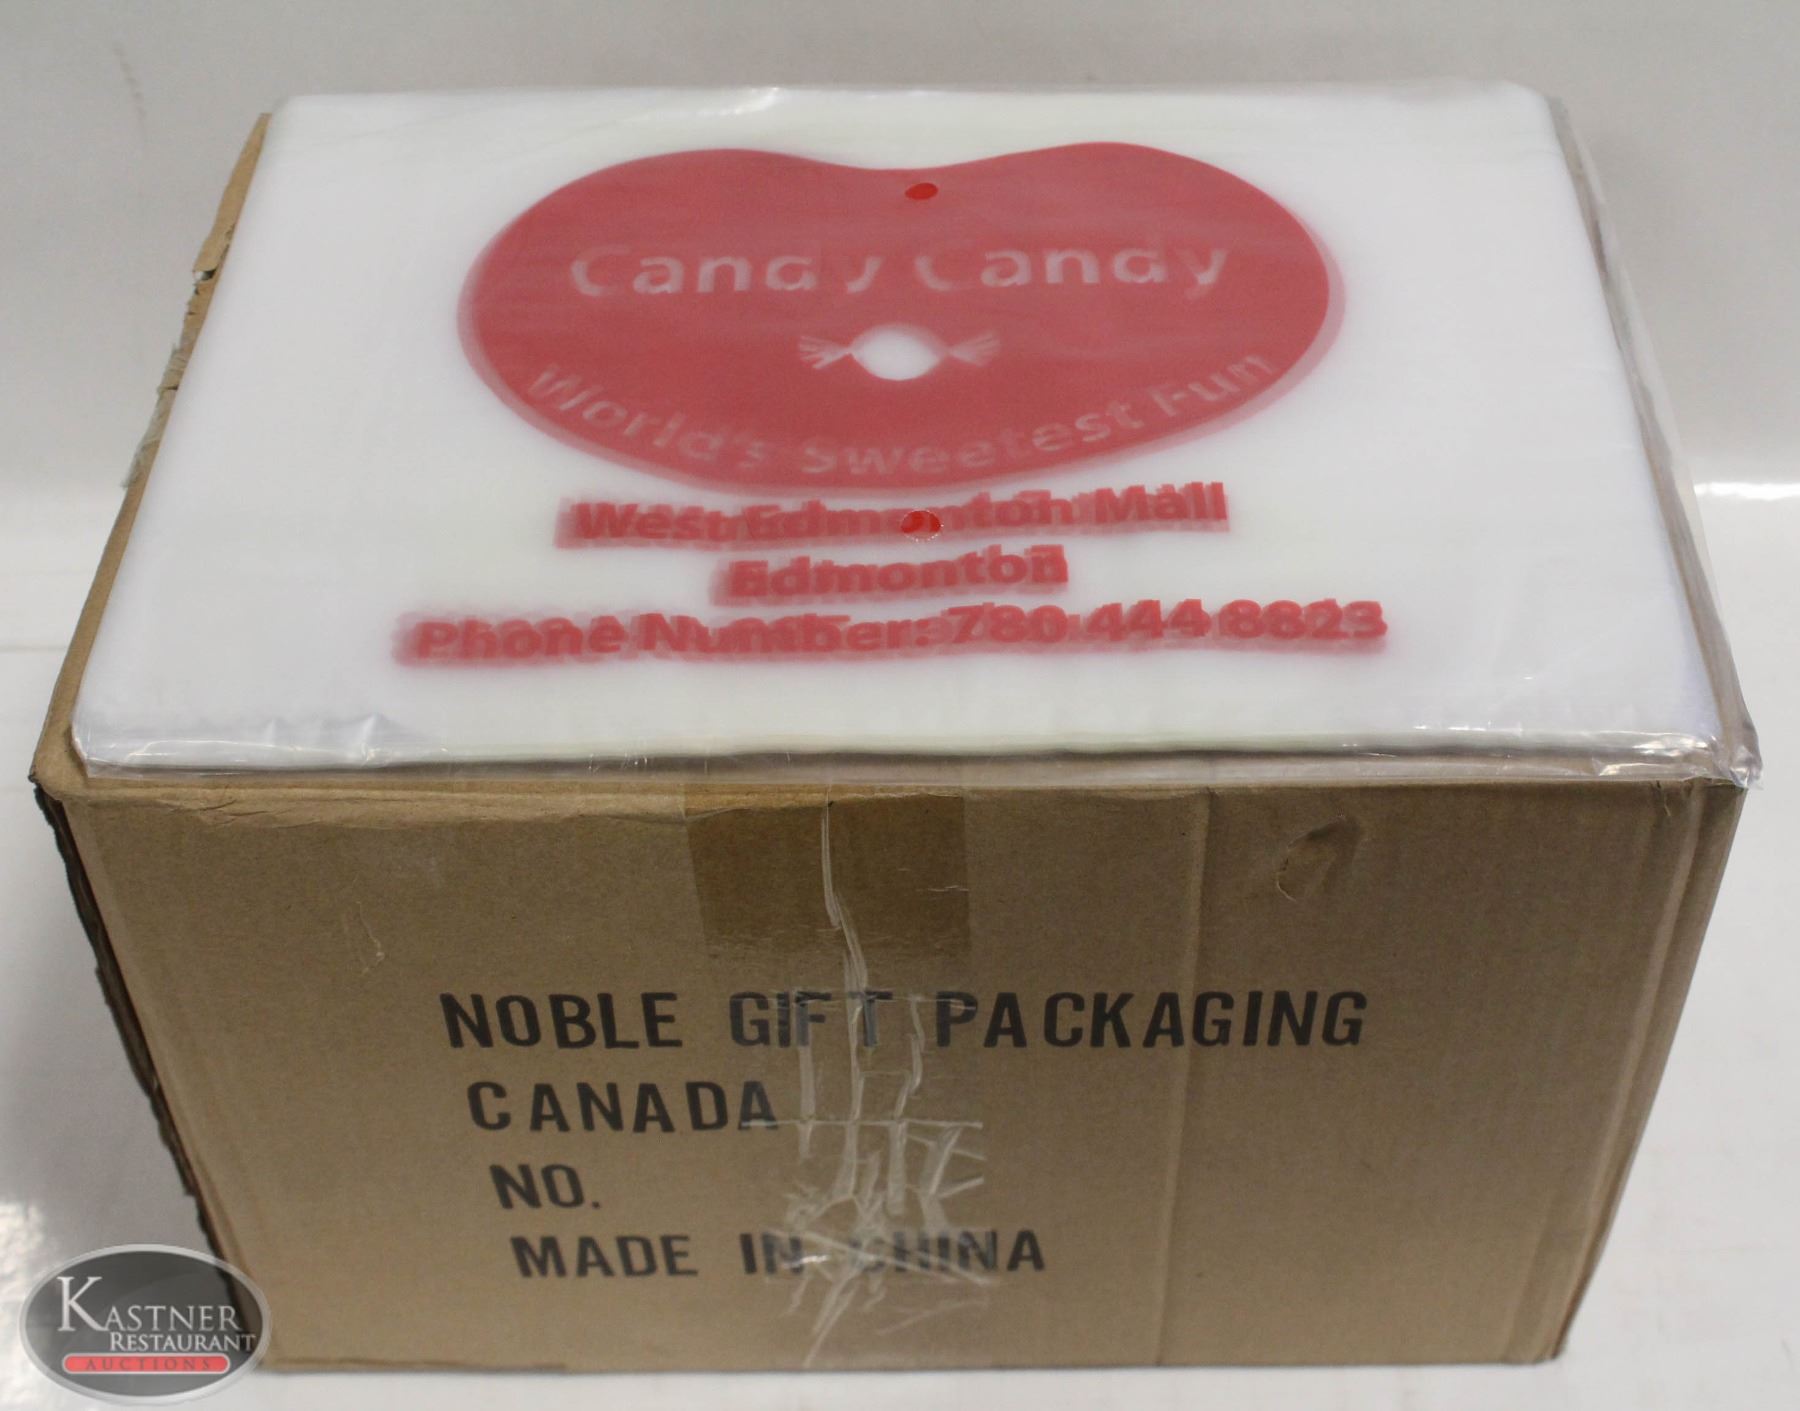 Candy Candy
World's Sweetest Fun
West Edmonton Mall
Edmonton
Phone Number: 780 444 8823
NOBLE GIFT PACKAGING
CANADA
NO.
MADE IN CHINA
KASTNER
RESTAURANT
AUCTIONS